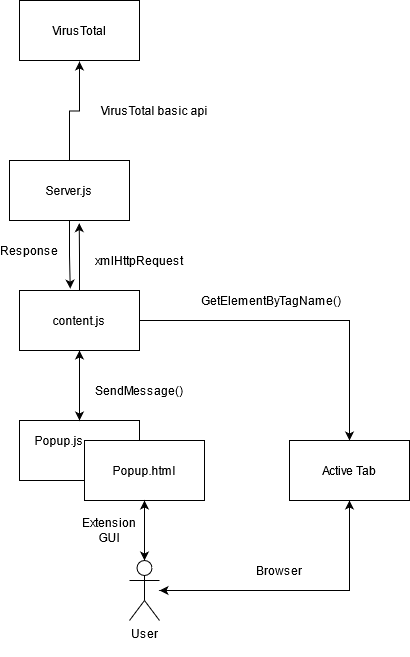 VirusTotal
VirusTotal basic api
Server.js
Response
xmlHttpRequest
content.js
GetElementByTagName()
SendMessage()
Popup.js
Popup.html
Active Tab
Extension
GUI
Browser
User